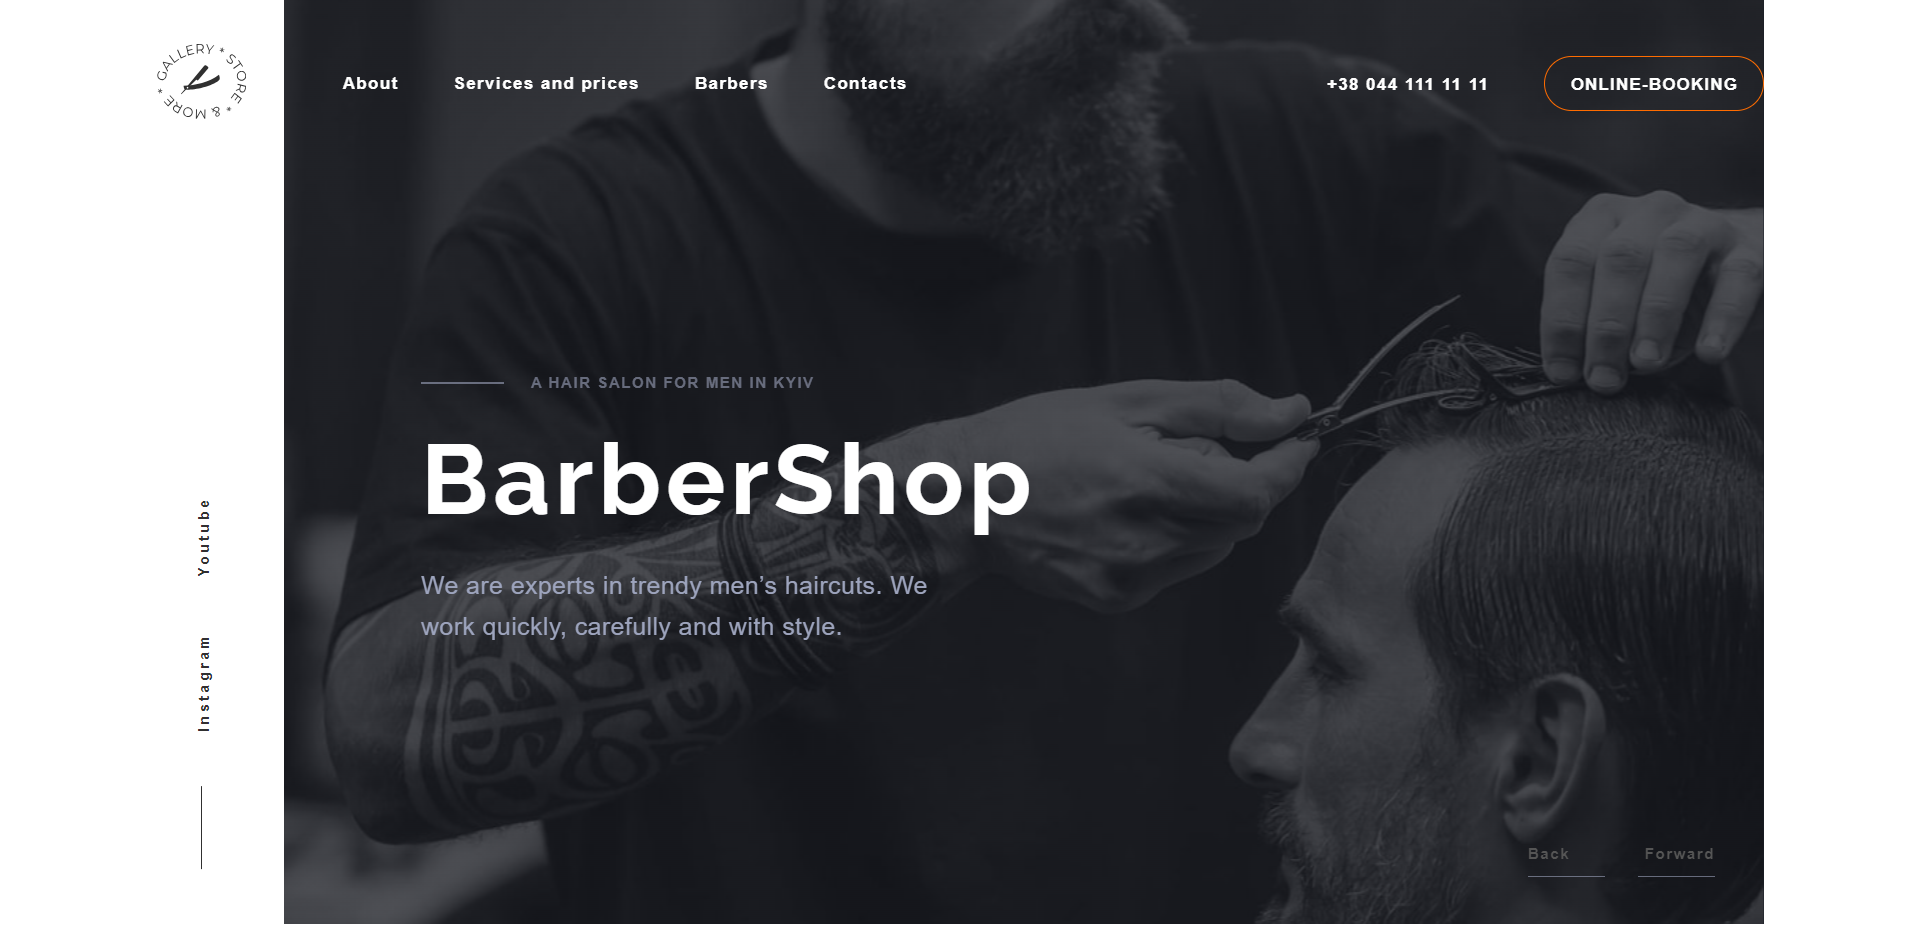 GALLERY * STORE * & MORE *
About Services and prices Barbers Contacts +38 044 111 11 11 ONLINE-BOOKING
A HAIR SALON FOR MEN IN KYIV
BarberShop
We are experts in trendy men’s haircuts. We
work quickly, carefully and with style.
Youtube
Instagram
Back Forward